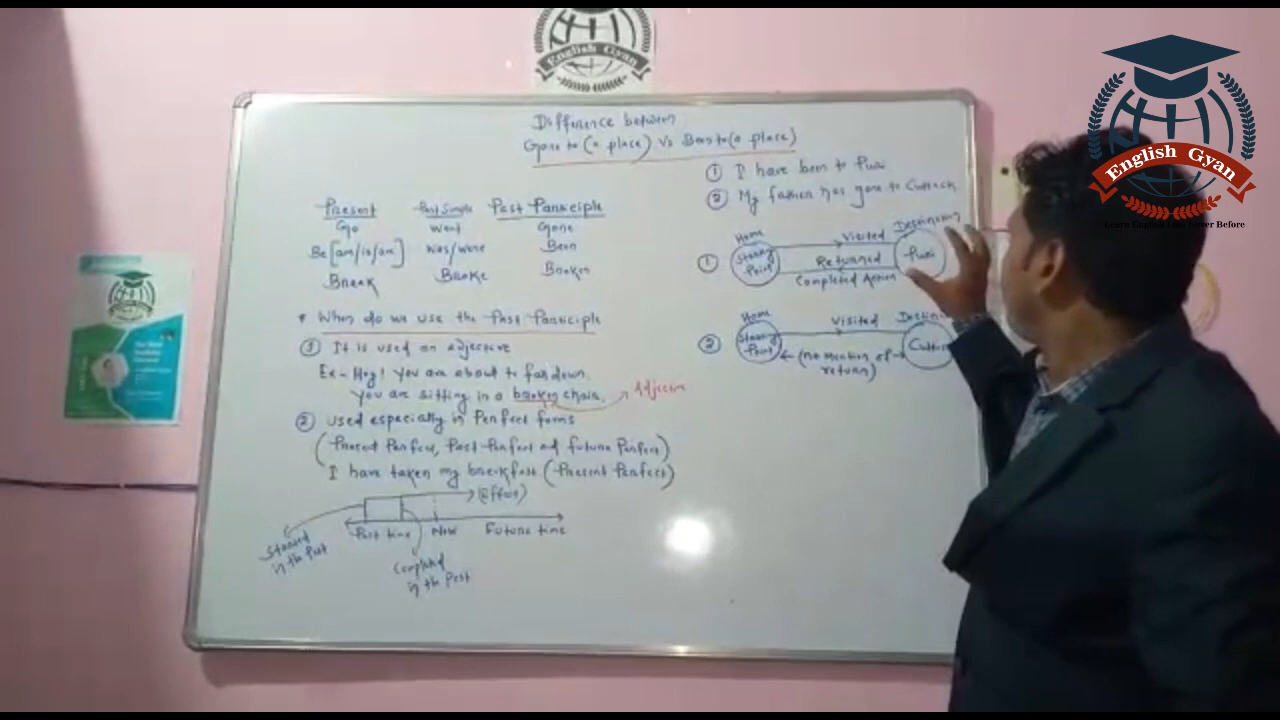 English Gyan
English Gyan
Difference between
Gone to (a place) Vs Been to (a place)
Present Past Simple Past Participle
Go went Gone
Be [am/is/are] was/were Been
Break Broke Broken
* When do we use the Past Participle
① It is used an adjective
Ex- Hey! You are about to fall down.
You are sitting in a broken chair. Adjective
② Used especially in Perfect forms
(Present Perfect, Past Perfect and future Perfect)
I have taken my breakfast (Present Perfect)
(Effect)
Past time Now Future time
Started
in the Past
Completed
in the Past
① I have been to Puri
② My father has gone to Cuttack
① Home
Starting
Point
Visited
Returned
Completed Action
Destination
Puri
② Home
Starting
Point
Visited
(no mention of
return)